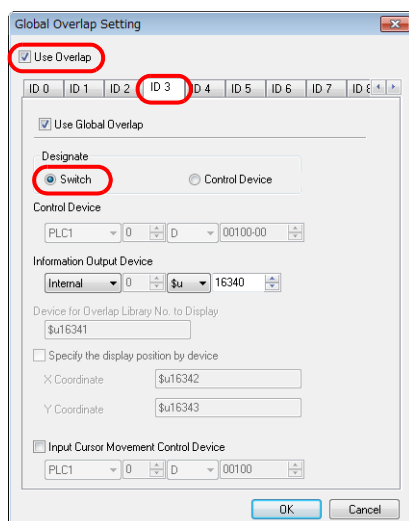 Global Overlap Setting
Use Overlap
ID 0 ID 1 ID 2 ID 3 ID 4 ID 5 ID 6 ID 7 ID 8
Use Global Overlap
Designate
Switch Control Device
Control Device
PLC1 0 D 00100-00
Information Output Device
Internal 0 $u 16340
Device for Overlap Library No. to Display
$u16341
Specify the display position by device
X Coordinate $u16342
Y Coordinate $u16343
Input Cursor Movement Control Device
PLC1 0 D 00100
OK Cancel